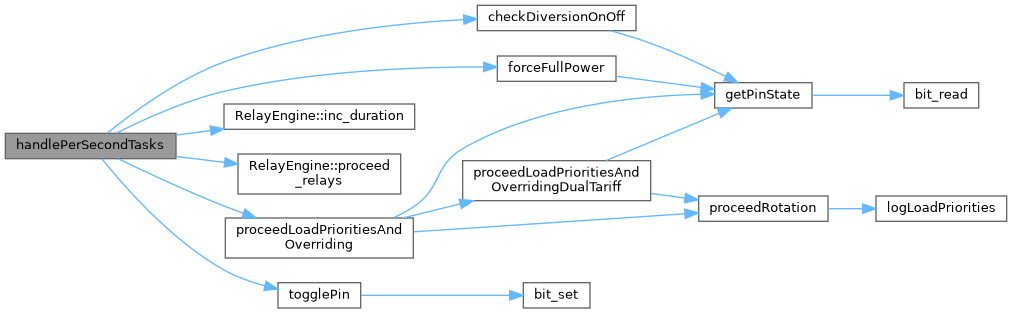 checkDiversionOnOff
forceFullPower
getPinState
bit_read
RelayEngine::inc_duration
handlePerSecondTasks
RelayEngine::proceed
_relays
proceedLoadPrioritiesAnd
OverridingDualTariff
proceedRotation
logLoadPriorities
proceedLoadPrioritiesAnd
Overriding
togglePin
bit_set